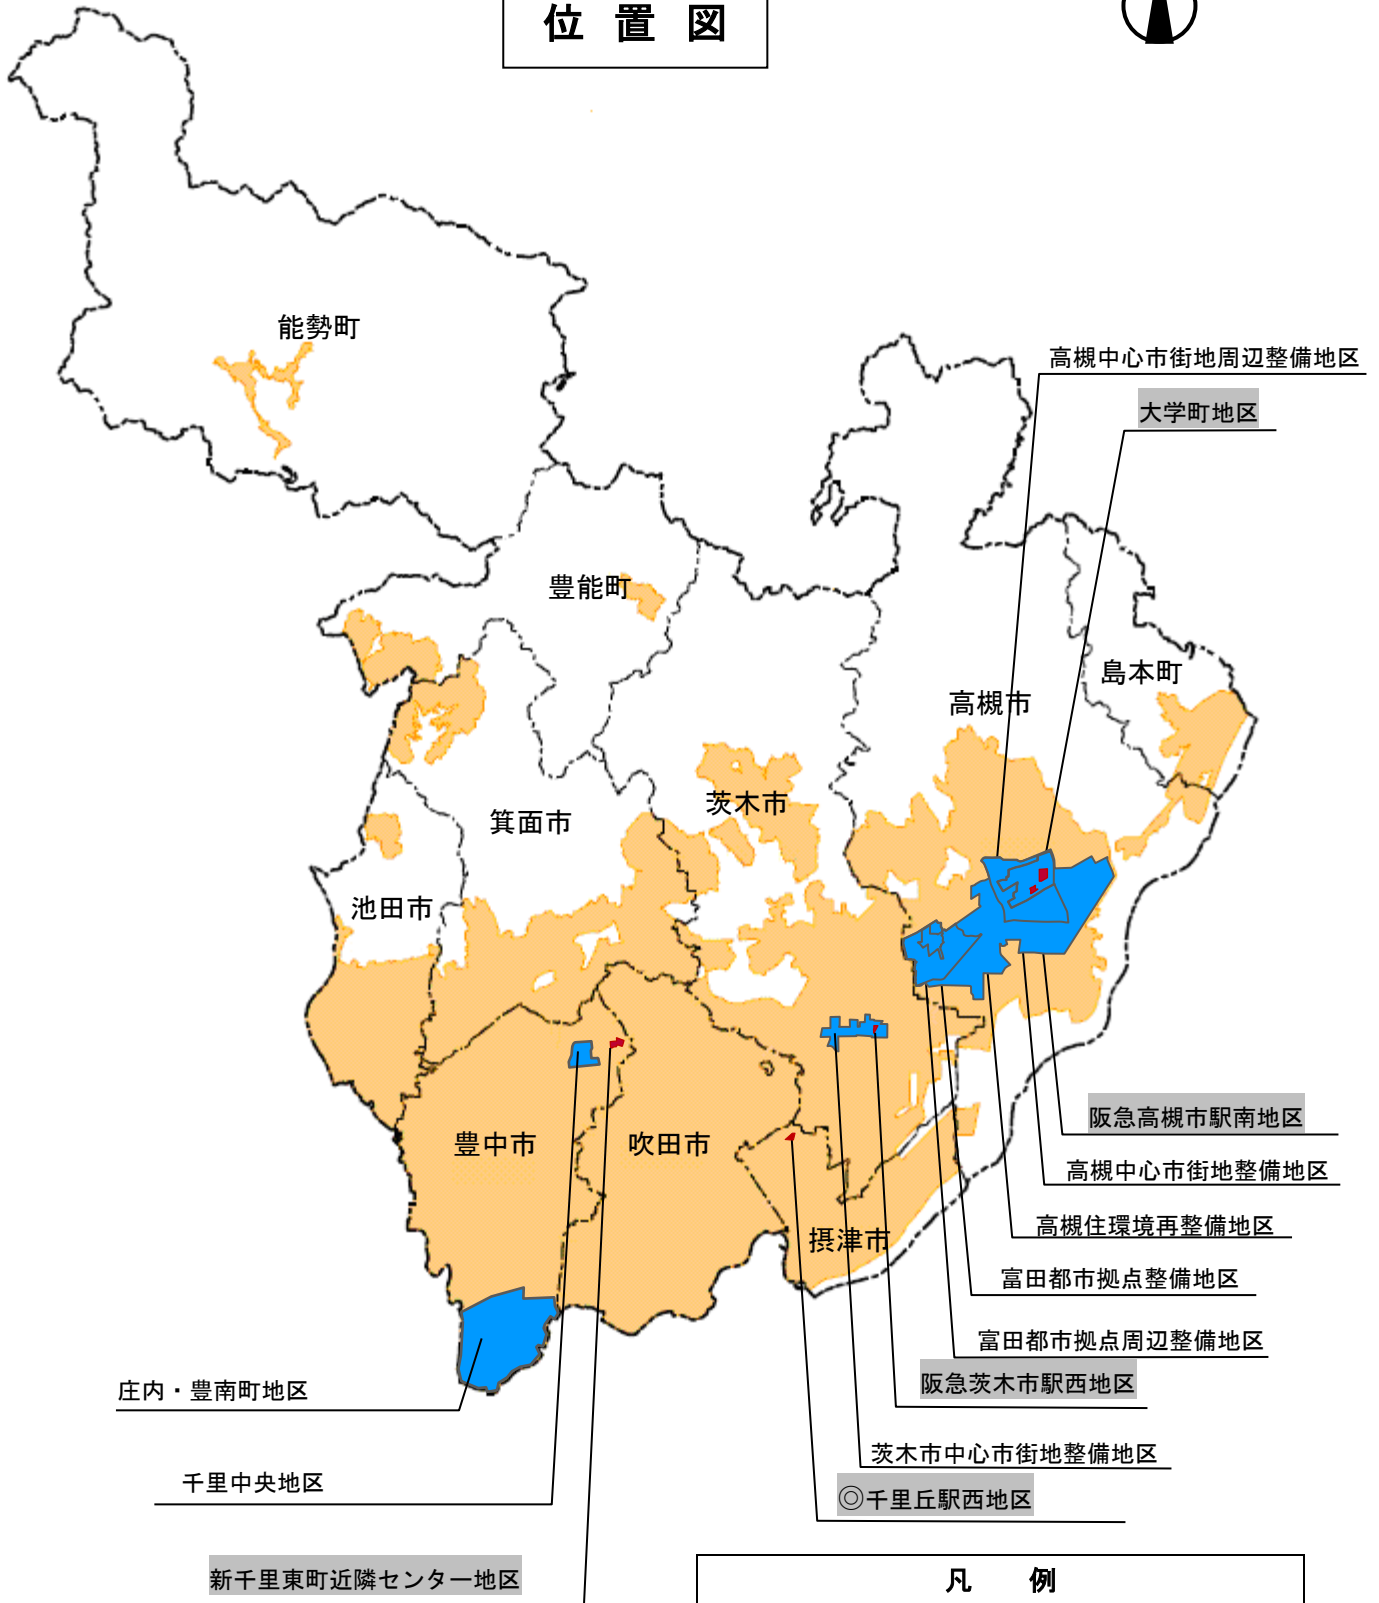 位置図
能勢町
高槻中心市街地周辺整備地区
大学町地区
豊能町
島本町
高槻市
茨木市
箕面市
池田市
阪急高槻市駅南地区
豊中市
吹田市
高槻中心市街地整備地区
高槻住環境再整備地区
摂津市
富田都市拠点整備地区
富田都市拠点周辺整備地区
阪急茨木市駅西地区
庄内・豊南町地区
茨木市中心市街地整備地区
千里中央地区
◎千里丘駅西地区
新千里東町近隣センター地区
凡　例